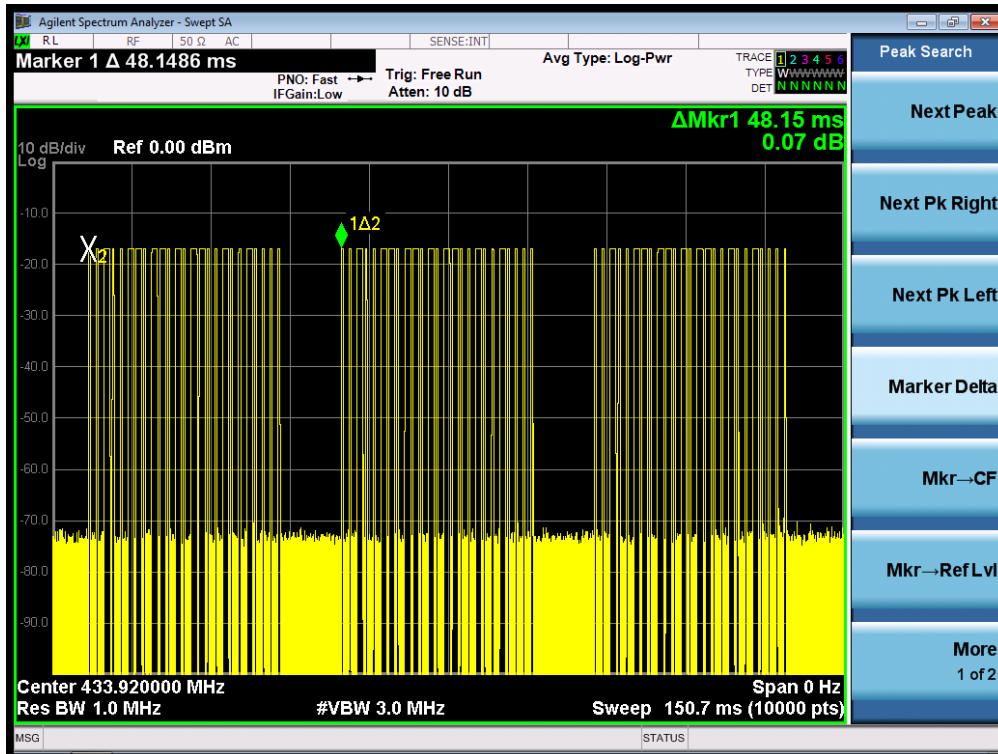 Agilent Spectrum Analyzer - Swept SA
LXI RL RF 50 Ω AC SENSE:INT
Marker 1 Δ 48.1486 ms
PNO: Fast
IFGain:Low
Trig: Free Run
Atten: 10 dB
Avg Type: Log-Pwr
TRACE 1 2 3 4 5 6
TYPE WWWWWW
DET N N N N N N
ΔMkr1 48.15 ms
0.07 dB
10 dB/div Ref 0.00 dBm
Log
1Δ2
X2
-10.0
-20.0
-30.0
-40.0
-50.0
-60.0
-70.0
-80.0
-90.0
Center 433.920000 MHz Span 0 Hz
Res BW 1.0 MHz #VBW 3.0 MHz Sweep 150.7 ms (10000 pts)
MSG STATUS
Peak Search
Next Peak
Next Pk Right
Next Pk Left
Marker Delta
Mkr→CF
Mkr→Ref Lvl
More
1 of 2